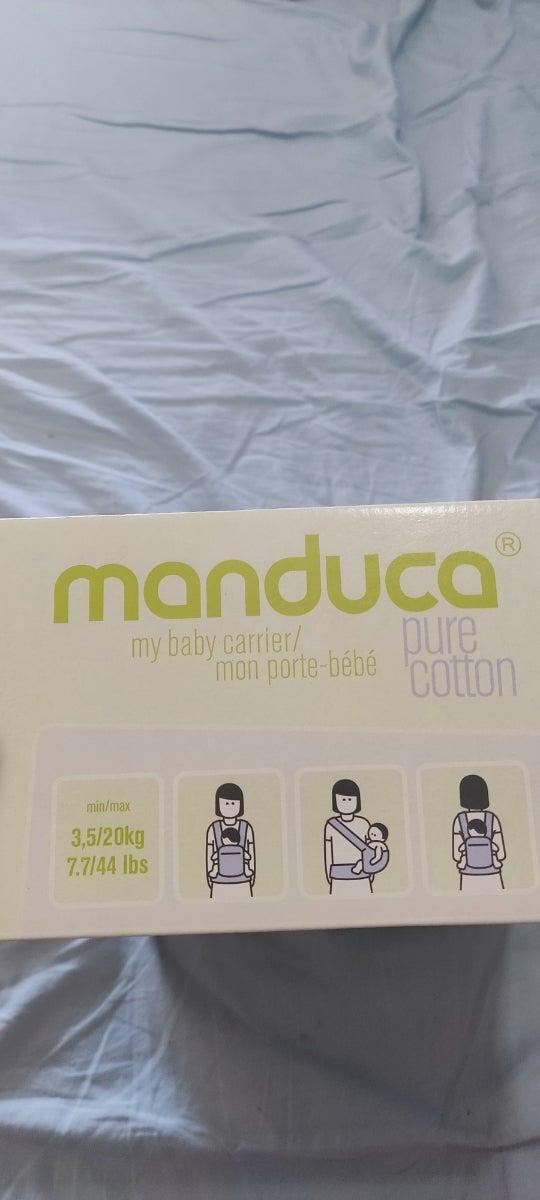 manduca®
my baby carrier/
mon porte-bébé
pure
cotton
min/max
3,5/20kg
7.7/44 lbs